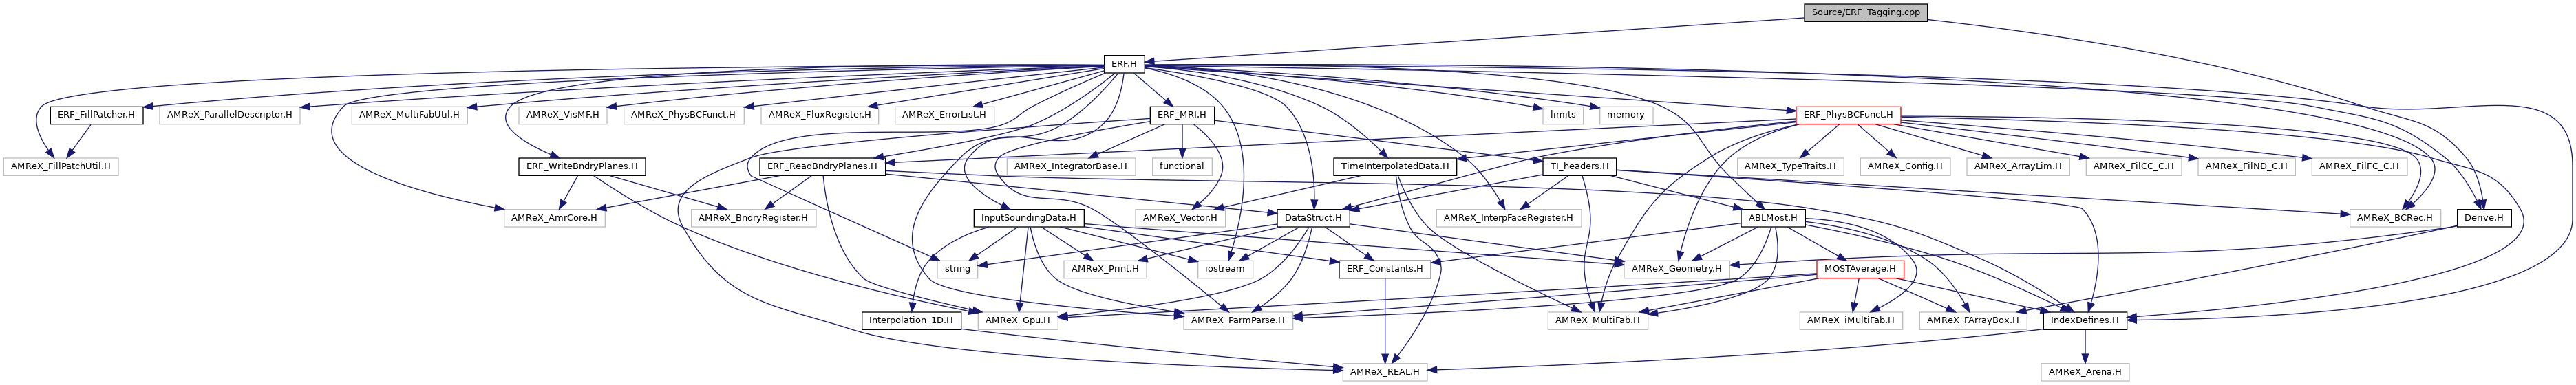 Source/ERF_Tagging.cpp
ERF.H
ERF_FillPatcher.H
AMReX_ParallelDescriptor.H
AMReX_MultiFabUtil.H
AMReX_VisMF.H
AMReX_PhysBCFunct.H
AMReX_FluxRegister.H
AMReX_ErrorList.H
ERF_MRI.H
limits
memory
ERF_PhysBCFunct.H
AMReX_FillPatchUtil.H
ERF_WriteBndryPlanes.H
ERF_ReadBndryPlanes.H
AMReX_IntegratorBase.H
functional
TimeInterpolatedData.H
TI_headers.H
AMReX_TypeTraits.H
AMReX_Config.H
AMReX_ArrayLim.H
AMReX_FilCC_C.H
AMReX_FilND_C.H
AMReX_FilFC_C.H
AMReX_AmrCore.H
AMReX_BndryRegister.H
InputSoundingData.H
AMReX_Vector.H
DataStruct.H
AMReX_InterpFaceRegister.H
ABLMost.H
AMReX_BCRec.H
Derive.H
string
AMReX_Print.H
iostream
ERF_Constants.H
AMReX_Geometry.H
MOSTAverage.H
Interpolation_1D.H
AMReX_Gpu.H
AMReX_ParmParse.H
AMReX_MultiFab.H
AMReX_iMultiFab.H
AMReX_FArrayBox.H
IndexDefines.H
AMReX_REAL.H
AMReX_Arena.H